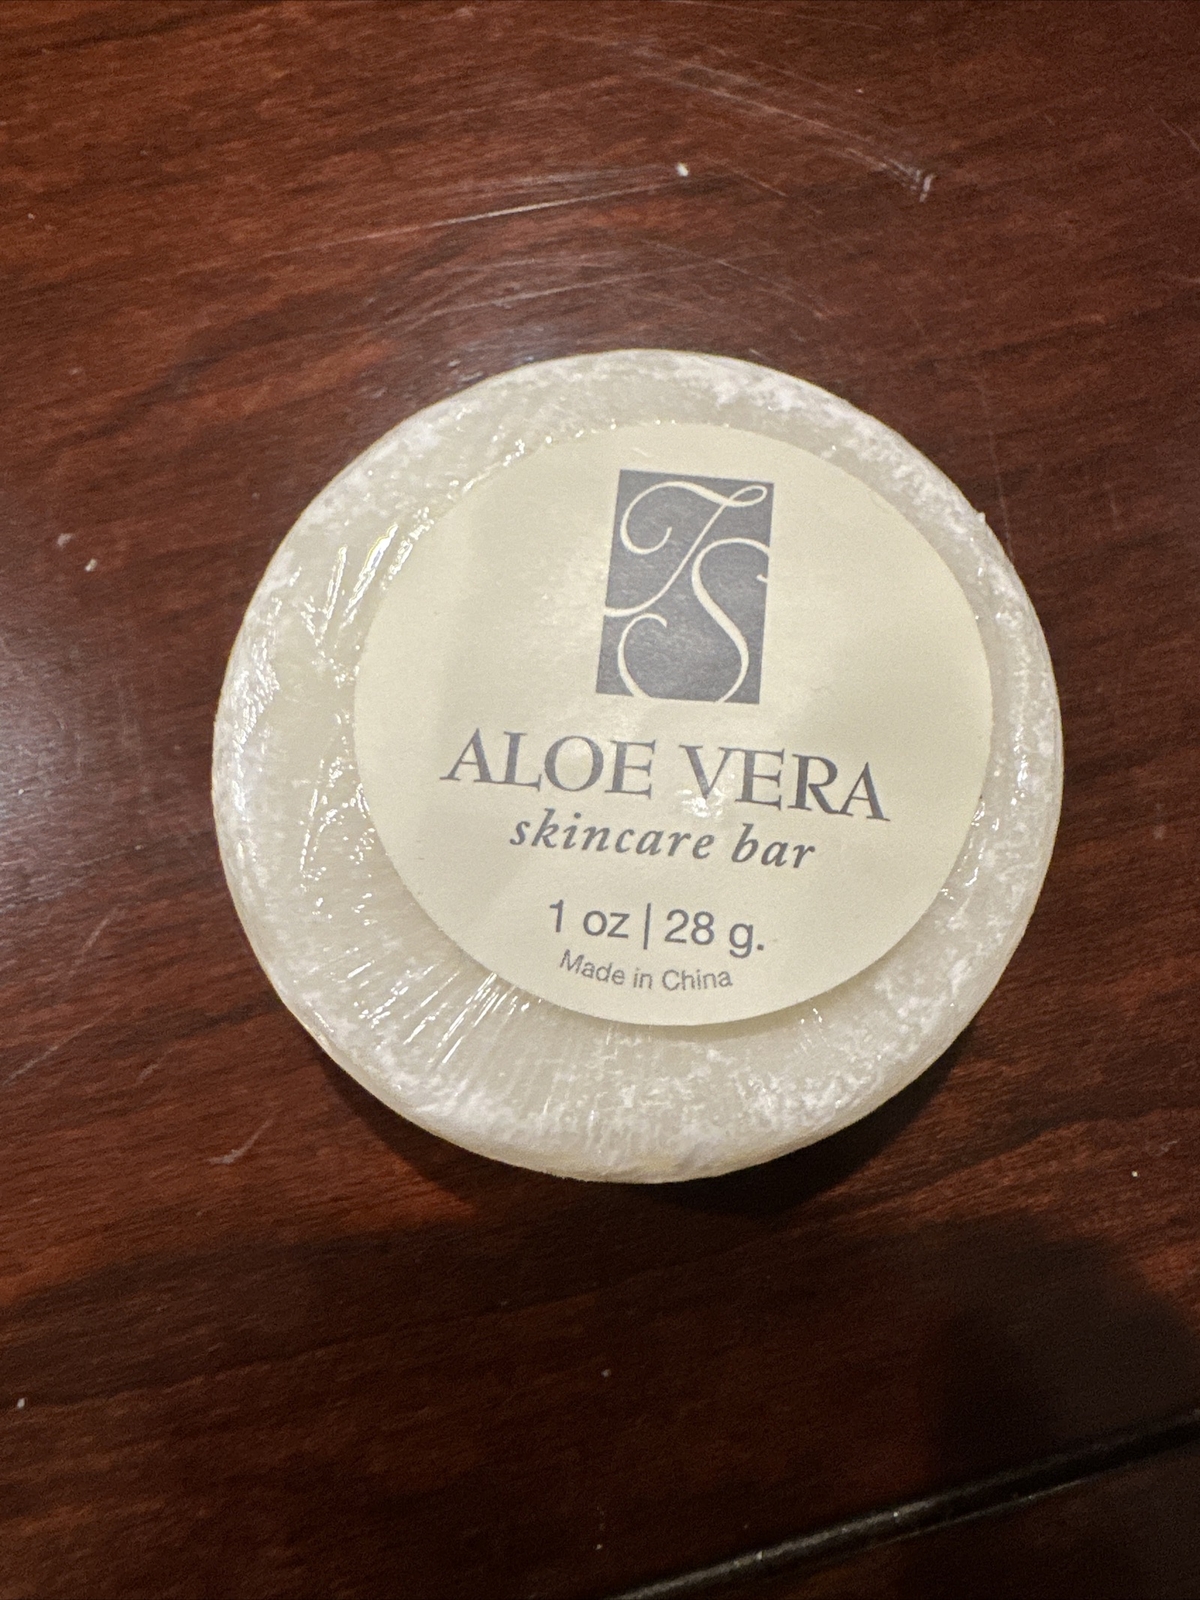 TS
ALOE VERA
skincare bar
1 oz | 28 g.
Made in China